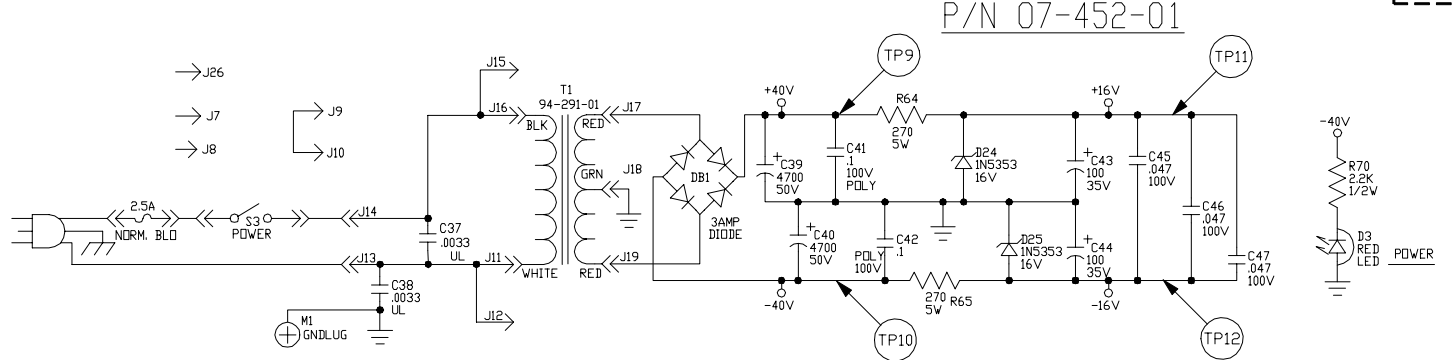 P/N 07-452-01
J26
J7
J8
J9
J10
2.5A
NORM. BLO
S3
POWER
J14
J13
C37
.0033
UL
C38
.0033
UL
M1
GNDLUG
J15
J16
J11
J12
T1
94-291-01
BLK
WHITE
RED
GRN
RED
J17
J18
J19
DB1
3AMP
DIODE
+40V
TP9
+
C39
4700
50V
C41
.1
100V
POLY
R64
270
5W
+
C40
4700
50V
C42
.1
POLY
100V
-40V
TP10
270
5W
R65
D24
1N5353
16V
D25
1N5353
16V
+16V
TP11
+
C43
100
35V
+
C44
100
35V
-16V
TP12
C45
.047
100V
C46
.047
100V
C47
.047
100V
-40V
R70
2.2K
1/2W
D3
RED
LED
POWER